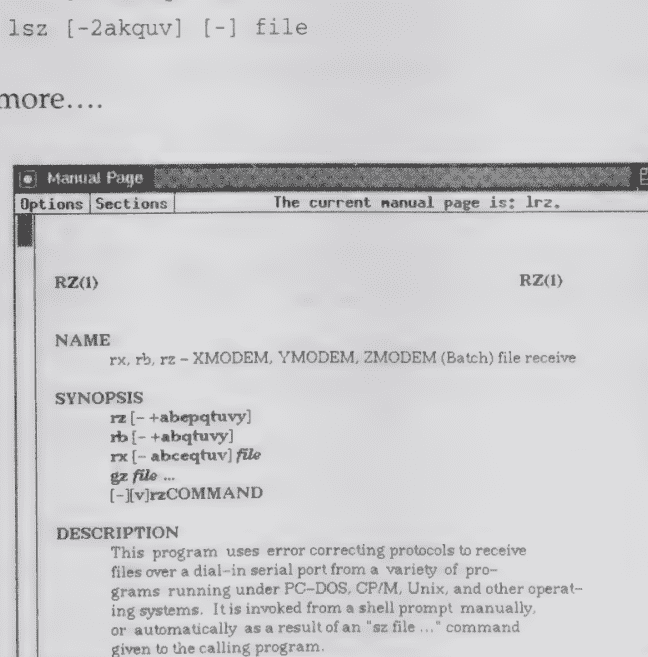 lsz [-2akquv] [-] file
more....
Manual Page
Options Sections The current manual page is: lrz.
RZ(1) RZ(1)
NAME
rx, rb, rz – XMODEM, YMODEM, ZMODEM (Batch) file receive
SYNOPSIS
rz [- +abepqtuvy]
rb [- +abqtuvy]
rx [- abceqtuv] file
gz file ...
[-][v]rzCOMMAND
DESCRIPTION
This program uses error correcting protocols to receive
files over a dial-in serial port from a variety of pro-
grams running under PC-DOS, CP/M, Unix, and other operat-
ing systems. It is invoked from a shell prompt manually,
or automatically as a result of an "sz file ..." command
given to the calling program.